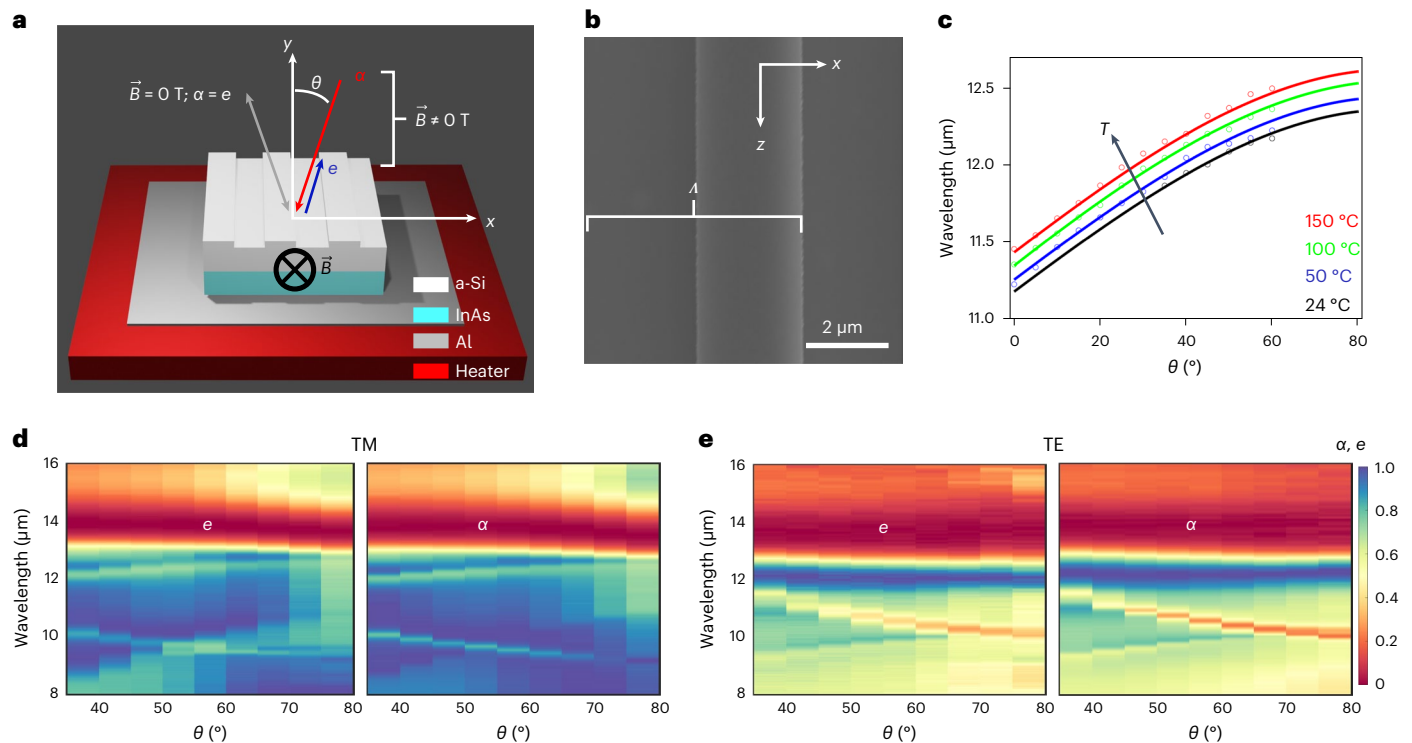 a
y
θ
α
B⃗ = 0 T; α = e
B⃗ ≠ 0 T
e
x
B⃗
a-Si
InAs
Al
Heater
b
x
z
Λ
2 µm
c
Wavelength (µm)
12.5
12.0
11.5
11.0
T
150 °C
100 °C
50 °C
24 °C
0 20 40 60 80
θ (°)
d
TM
Wavelength (µm)
16
14
12
10
8
e
α
40 50 60 70 80
40 50 60 70 80
θ (°)
θ (°)
e
TE
α, e
Wavelength (µm)
16
14
12
10
8
e
α
1.0
0.8
0.6
0.4
0.2
0
40 50 60 70 80
40 50 60 70 80
θ (°)
θ (°)